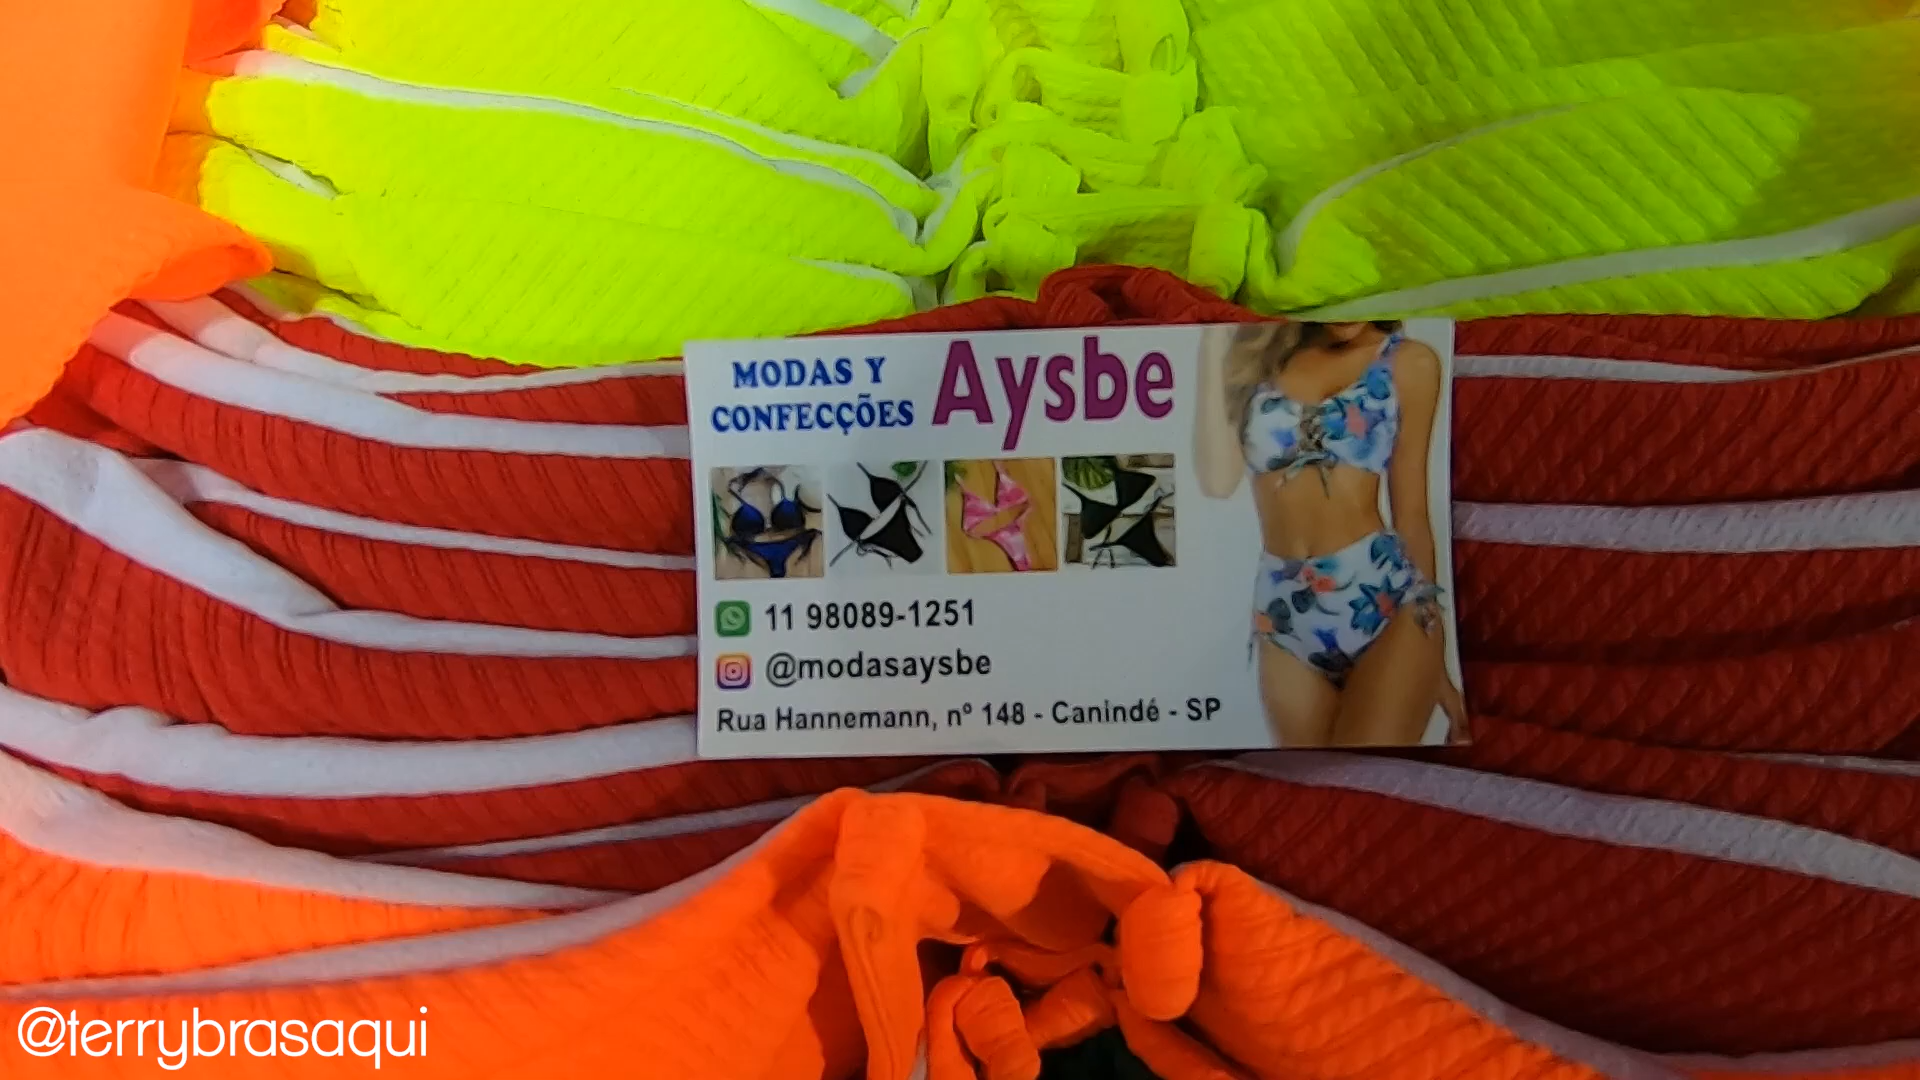 MODAS Y
CONFECÇÕES
Aysbe
11 98089-1251
@modasaysbe
Rua Hannemann, nº 148 - Canindé - SP
@terrybrasaqui